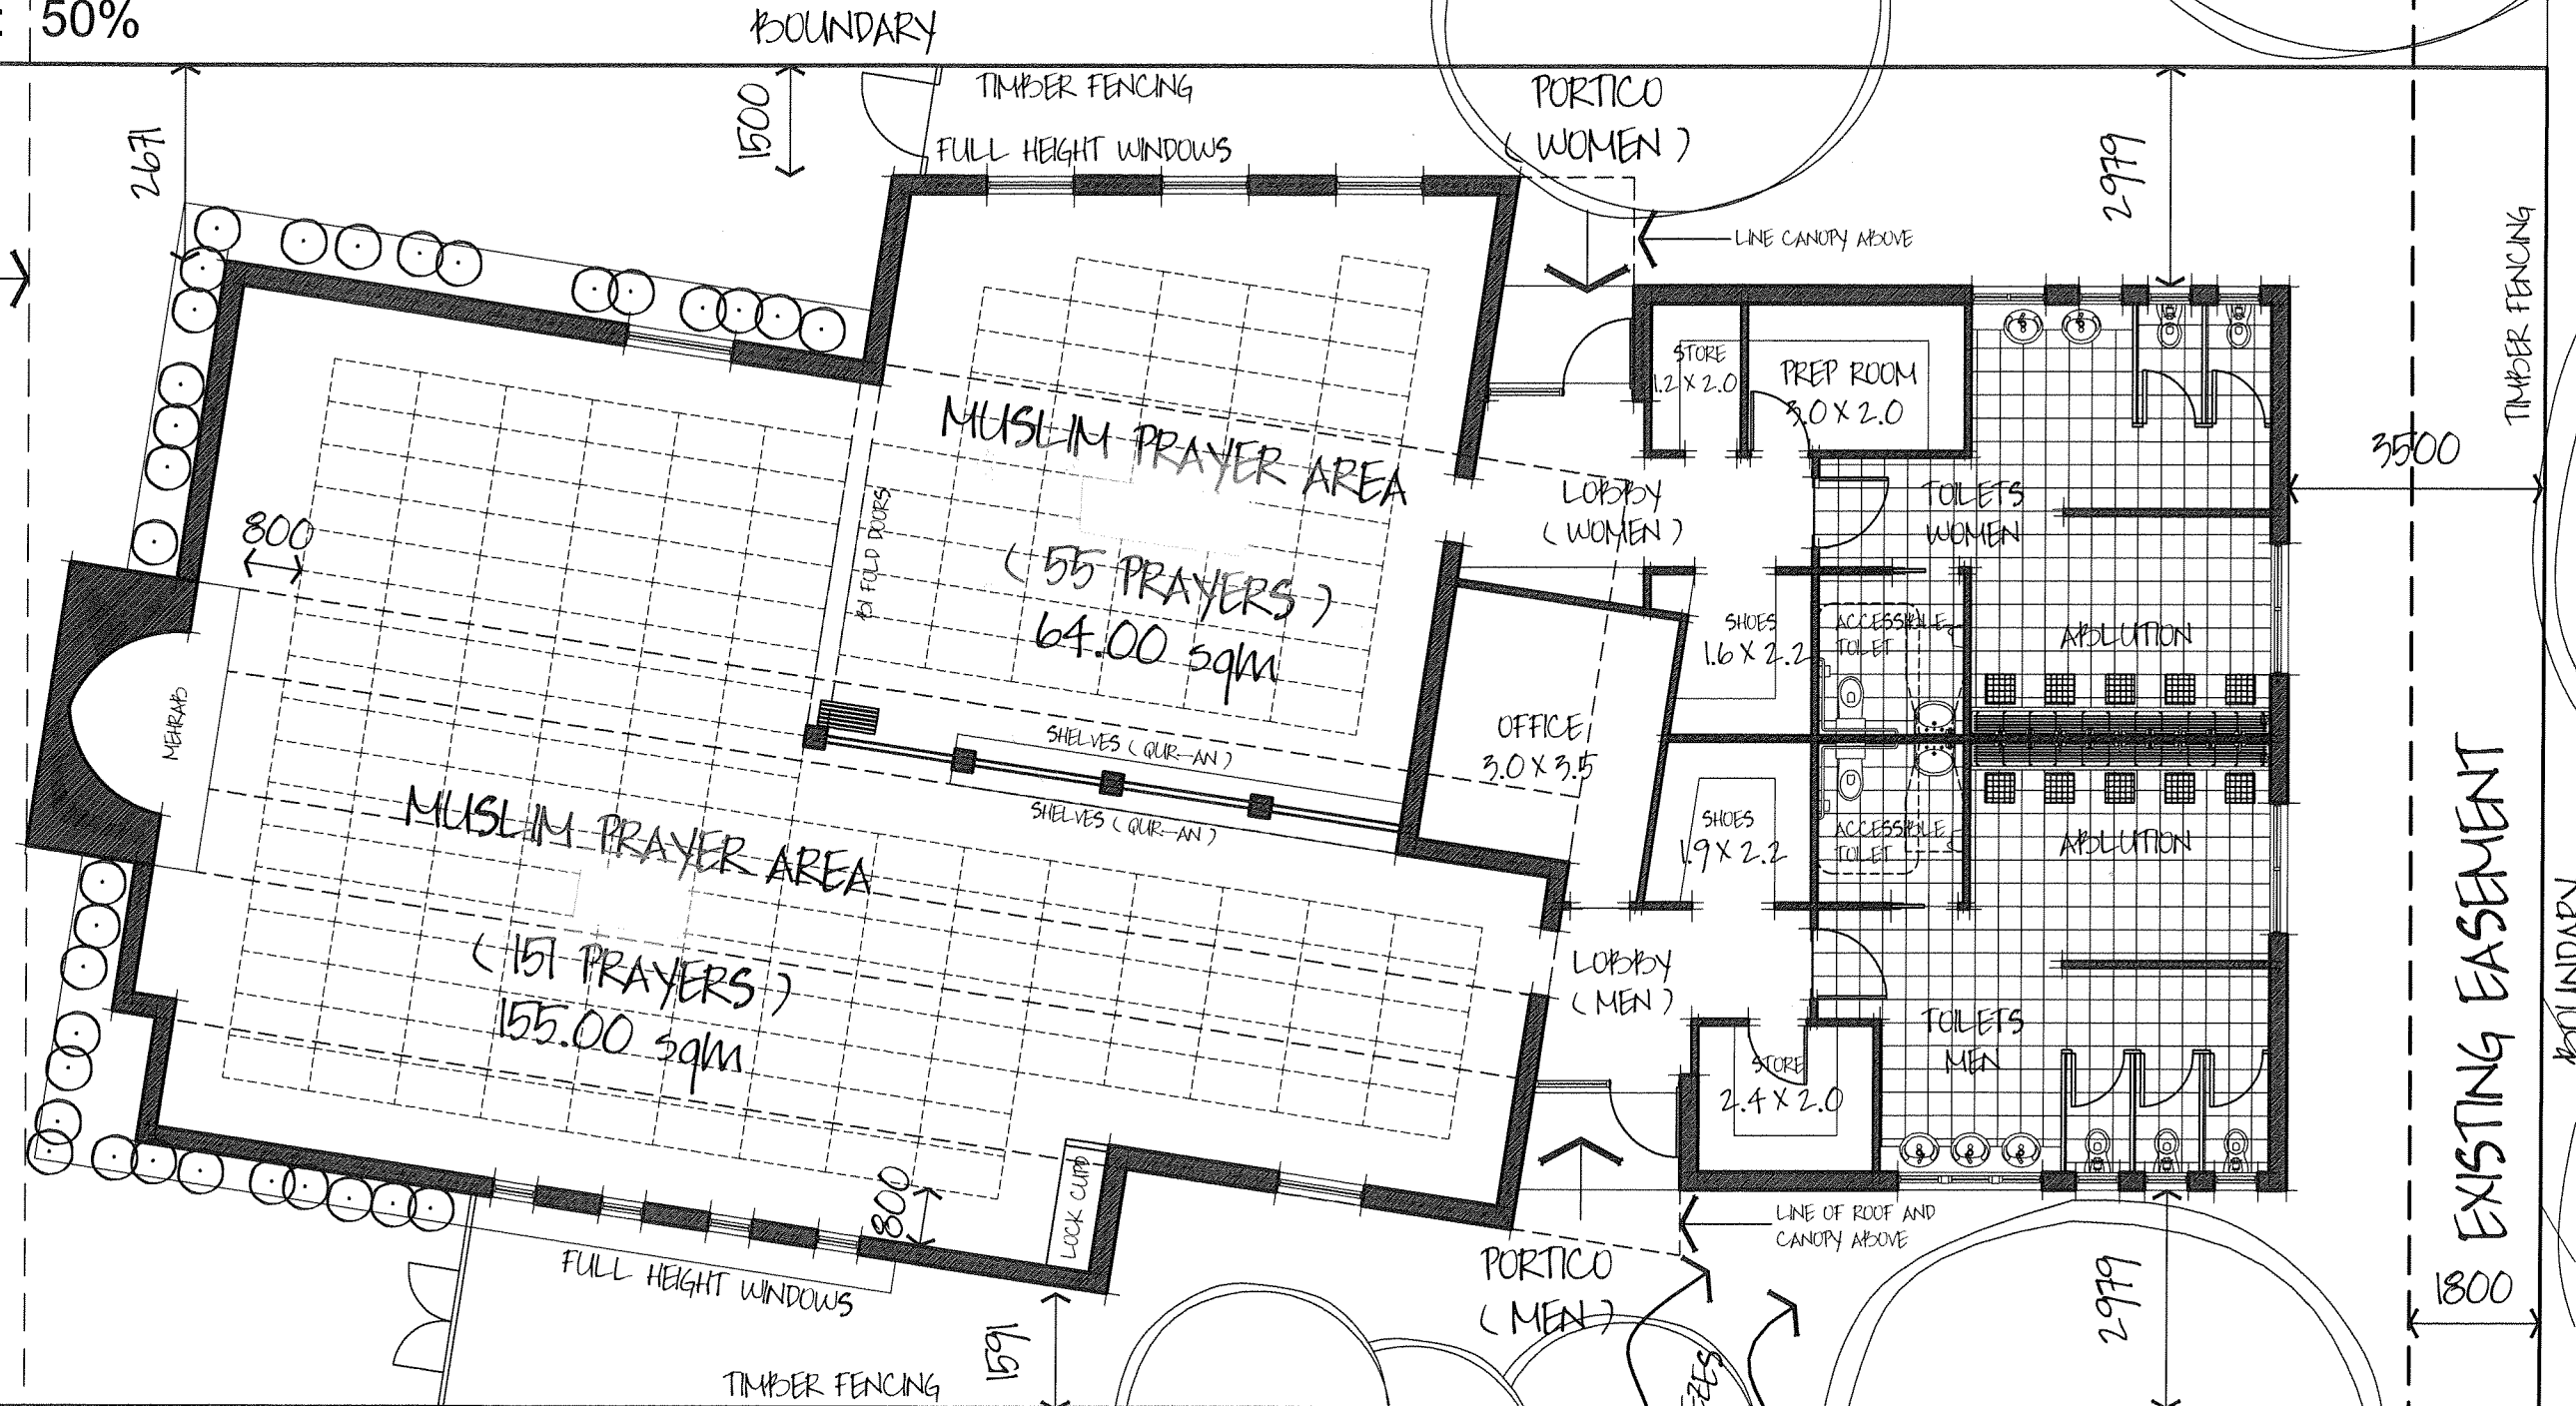 : 50%
BOUNDARY
TIMBER FENCING
1500
2671
FULL HEIGHT WINDOWS
PORTICO
( WOMEN )
2979
LINE CANOPY ABOVE
TIMBER FENCING
STORE
1.2 X 2.0
PREP ROOM
3.0 X 2.0
3500
MUSLIM PRAYER AREA
( 55 PRAYERS )
64.00 sqm
BI FOLD DOORS
800
LOBBY
( WOMEN )
TOILETS
WOMEN
SHOES
1.6 X 2.2
ACCESSIBLE
TOILET
ABLUTION
MEHRAB
OFFICE
3.0 X 3.5
SHELVES ( QUR-AN )
SHELVES ( QUR-AN )
MUSLIM PRAYER AREA
( 151 PRAYERS )
155.00 sqm
SHOES
1.9 X 2.2
ACCESSIBLE
TOILET
ABLUTION
EXISTING EASEMENT
BOUNDARY
LOBBY
( MEN )
TOILETS
MEN
STORE
2.4 X 2.0
LOCK CUPD
800
LINE OF ROOF AND
CANOPY ABOVE
FULL HEIGHT WINDOWS
PORTICO
( MEN )
2979
1800
1591
TIMBER FENCING